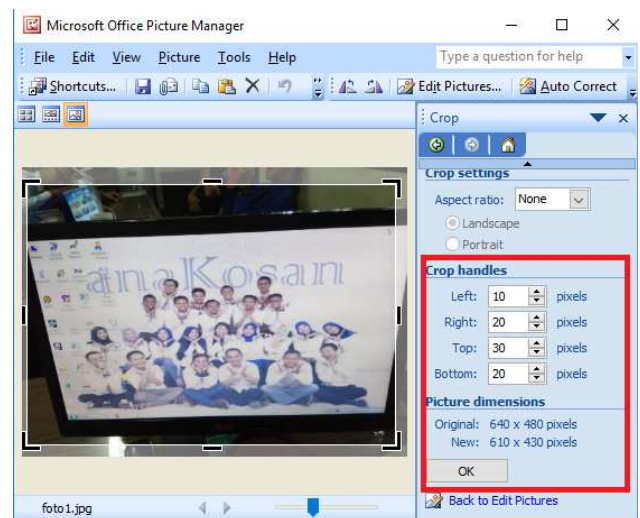 Microsoft Office Picture Manager
File Edit View Picture Tools Help
Type a question for help
Shortcuts...
Edit Pictures...
Auto Correct
Crop
Crop settings
Aspect ratio: None
Landscape
Portrait
Crop handles
Left: 10 pixels
Right: 20 pixels
Top: 30 pixels
Bottom: 20 pixels
Picture dimensions
Original: 640 x 480 pixels
New: 610 x 430 pixels
OK
Back to Edit Pictures
anaKosan
foto1.jpg